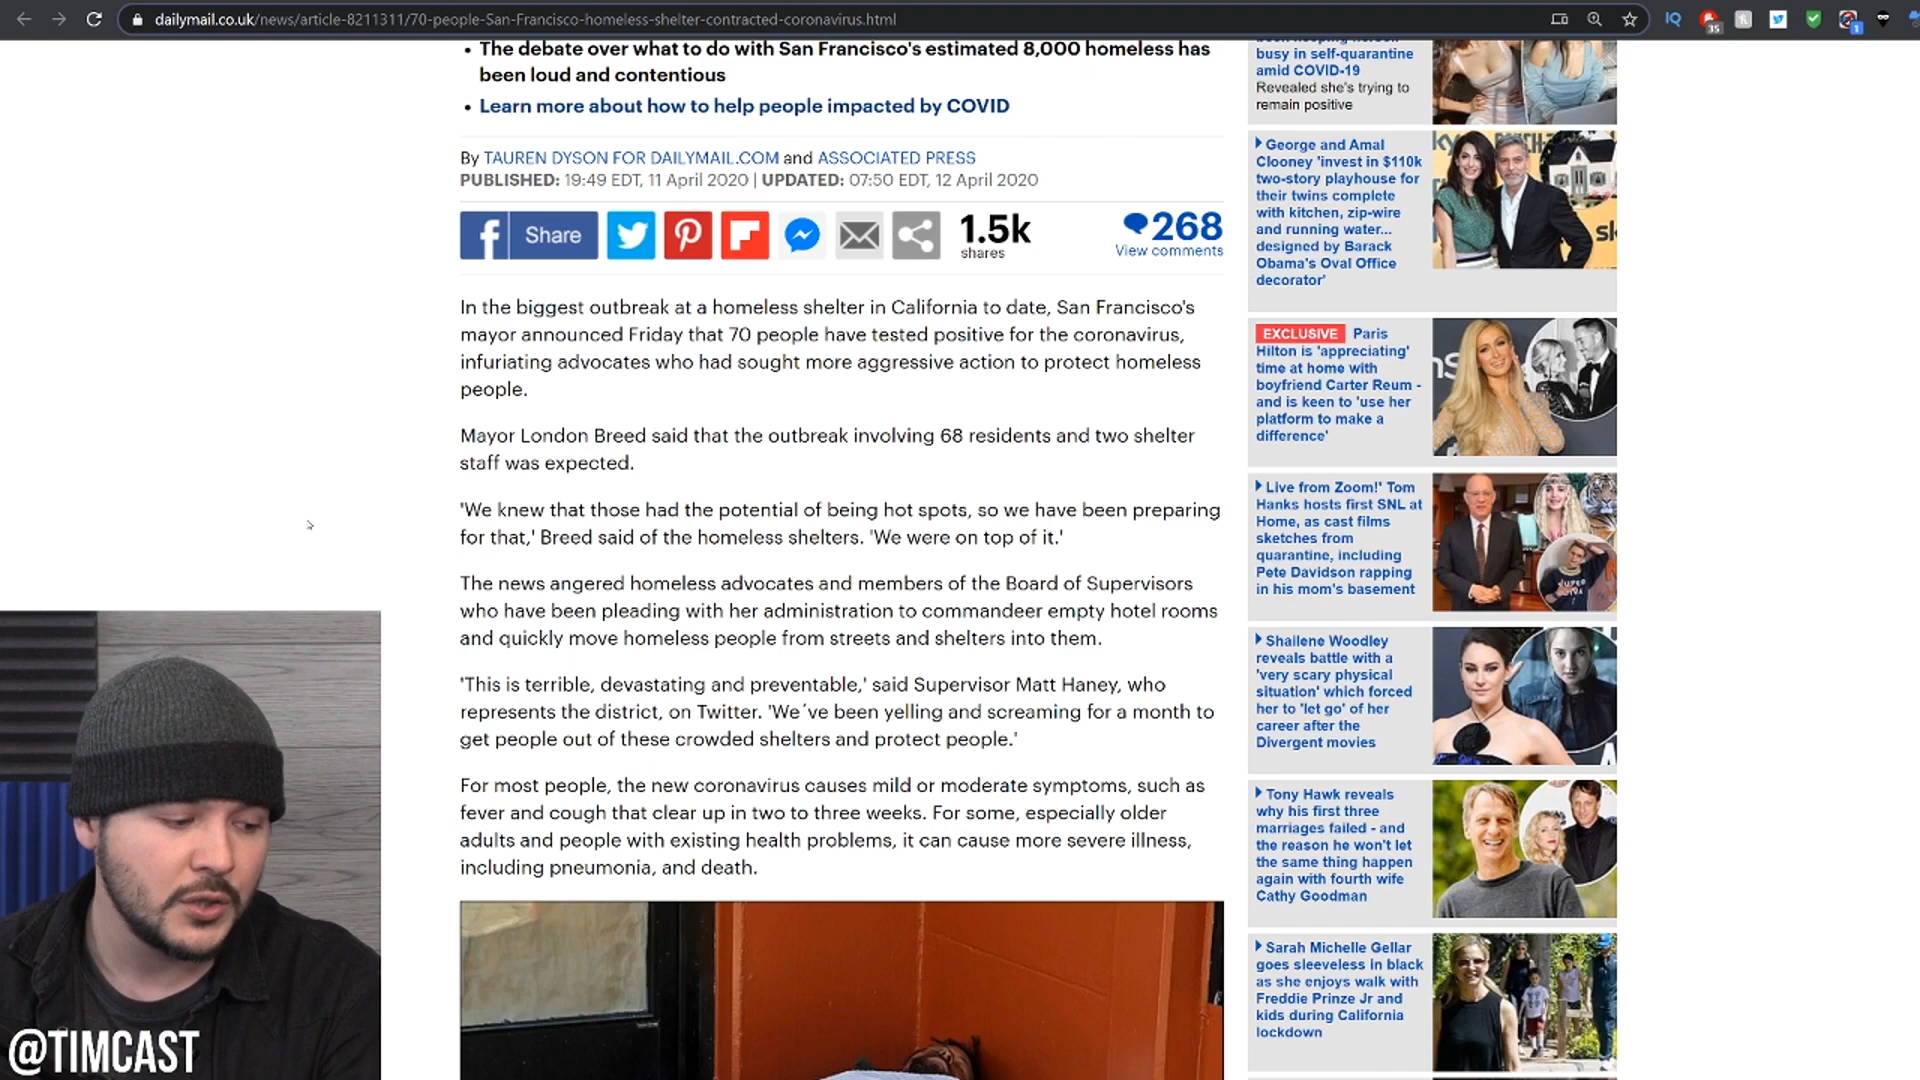 dailymail.co.uk/news/article-8211311/70-people-San-Francisco-homeless-shelter-contracted-coronavirus.html
35
1
• The debate over what to do with San Francisco's estimated 8,000 homeless has
been loud and contentious
• Learn more about how to help people impacted by COVID
By TAUREN DYSON FOR DAILYMAIL.COM and ASSOCIATED PRESS
PUBLISHED: 19:49 EDT, 11 April 2020 | UPDATED: 07:50 EDT, 12 April 2020
Share
1.5k
shares
268
View comments
In the biggest outbreak at a homeless shelter in California to date, San Francisco's
mayor announced Friday that 70 people have tested positive for the coronavirus,
infuriating advocates who had sought more aggressive action to protect homeless
people.
Mayor London Breed said that the outbreak involving 68 residents and two shelter
staff was expected.
'We knew that those had the potential of being hot spots, so we have been preparing
for that,' Breed said of the homeless shelters. 'We were on top of it.'
The news angered homeless advocates and members of the Board of Supervisors
who have been pleading with her administration to commandeer empty hotel rooms
and quickly move homeless people from streets and shelters into them.
'This is terrible, devastating and preventable,' said Supervisor Matt Haney, who
represents the district, on Twitter. 'We´ve been yelling and screaming for a month to
get people out of these crowded shelters and protect people.'
For most people, the new coronavirus causes mild or moderate symptoms, such as
fever and cough that clear up in two to three weeks. For some, especially older
adults and people with existing health problems, it can cause more severe illness,
including pneumonia, and death.
busy in self-quarantine
amid COVID-19
Revealed she's trying to
remain positive
George and Amal
Clooney 'invest in $110k
two-story playhouse for
their twins complete
with kitchen, zip-wire
and running water...
designed by Barack
Obama's Oval Office
decorator'
EXCLUSIVE Paris
Hilton is 'appreciating'
time at home with
boyfriend Carter Reum -
and is keen to 'use her
platform to make a
difference'
Live from Zoom!' Tom
Hanks hosts first SNL at
Home, as cast films
sketches from
quarantine, including
Pete Davidson rapping
in his mom's basement
Shailene Woodley
reveals battle with a
'very scary physical
situation' which forced
her to 'let go' of her
career after the
Divergent movies
Tony Hawk reveals
why his first three
marriages failed - and
the reason he won't let
the same thing happen
again with fourth wife
Cathy Goodman
Sarah Michelle Gellar
goes sleeveless in black
as she enjoys walk with
Freddie Prinze Jr and
kids during California
lockdown
@TIMCAST